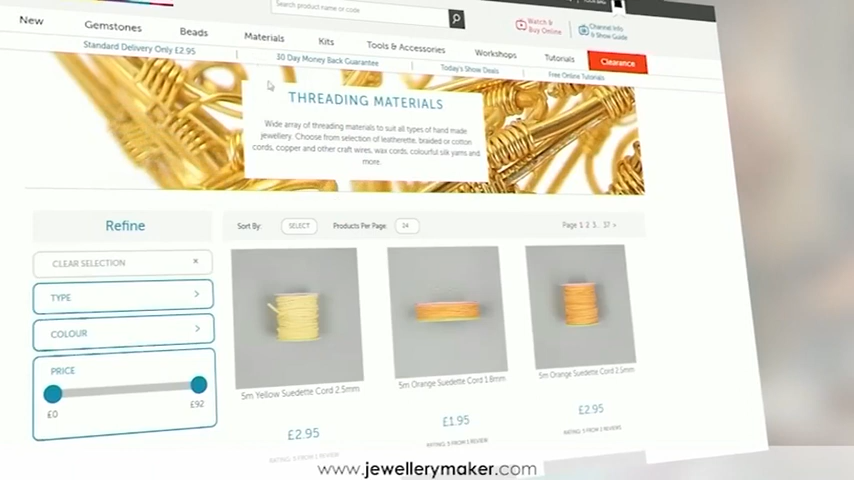 Search product name or code
Watch & Buy Online
Channel Info & Show Guide
New Gemstones Beads Materials Kits Tools & Accessories Workshops Tutorials Clearance
Standard Delivery Only £2.95 | 30 Day Money Back Guarantee | Today's Show Deals | Free Online Tutorials
THREADING MATERIALS
Wide array of threading materials to suit all types of hand made
jewellery. Choose from selection of leatherette, braided or cotton
cords, copper and other craft wires, wax cords, colourful silk yarns and
more.
Refine
Sort By: SELECT Products Per Page: 24 Page 1 2 3 .. 37 >
CLEAR SELECTION ×
TYPE >
COLOUR >
PRICE
£0 £92
5m Yellow Suedette Cord 2.5mm
5m Orange Suedette Cord 1.8mm
5m Orange Suedette Cord 2.5mm
£2.95
£1.95
£2.95
RATING: 5 FROM 1 REVIEW
RATING: 5 FROM 1 REVIEW
RATING: 5 FROM 2 REVIEWS
www.jewellerymaker.com